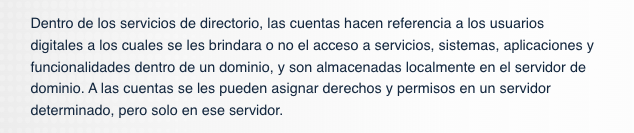 Dentro de los servicios de directorio, las cuentas hacen referencia a los usuarios
digitales a los cuales se les brindara o no el acceso a servicios, sistemas, aplicaciones y
funcionalidades dentro de un dominio, y son almacenadas localmente en el servidor de
dominio. A las cuentas se les pueden asignar derechos y permisos en un servidor
determinado, pero solo en ese servidor.